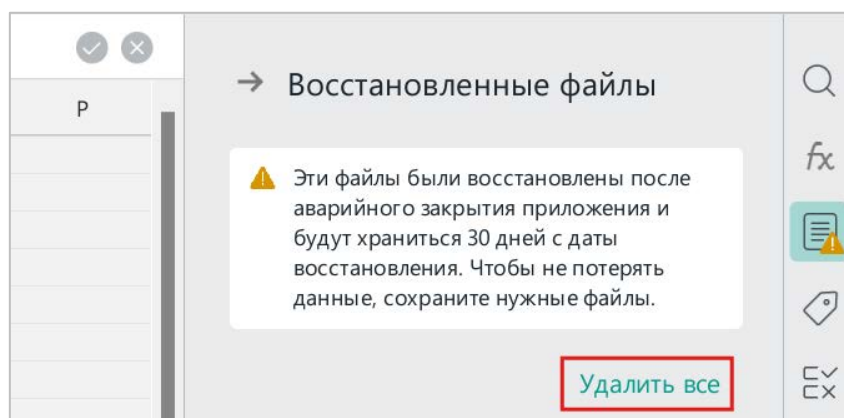 P
→ Восстановленные файлы
Эти файлы были восстановлены после
аварийного закрытия приложения и
будут храниться 30 дней с даты
восстановления. Чтобы не потерять
данные, сохраните нужные файлы.
Удалить все
fx